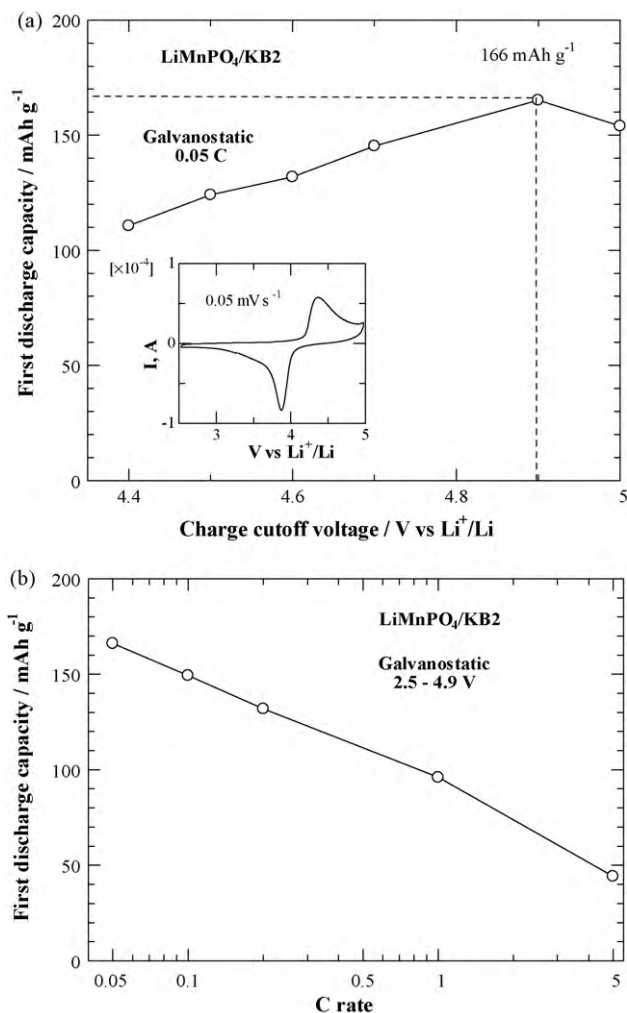 (a)
200
150
100
50
0
First discharge capacity / mAh g⁻¹
LiMnPO₄/KB2
166 mAh g⁻¹
Galvanostatic
0.05 C
[×10⁻⁴]
1
0
-1
I, A
0.05 mV s⁻¹
3 4 5
V vs Li⁺/Li
4.4 4.6 4.8 5
Charge cutoff voltage / V vs Li⁺/Li
(b)
200
150
100
50
0
First discharge capacity / mAh g⁻¹
LiMnPO₄/KB2
Galvanostatic
2.5 - 4.9 V
0.05 0.1 0.5 1 5
C rate